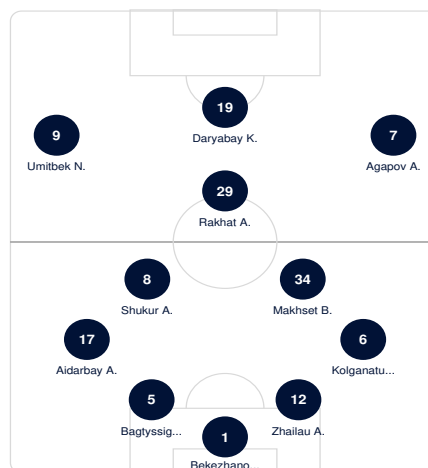 19
Daryabay K.
9
Umitbek N.
7
Agapov A.
29
Rakhat A.
8
Shukur A.
34
Makhset B.
17
Aidarbay A.
6
Kolganatu...
5
Bagtyssig...
12
Zhailau A.
1
Bekezhano...